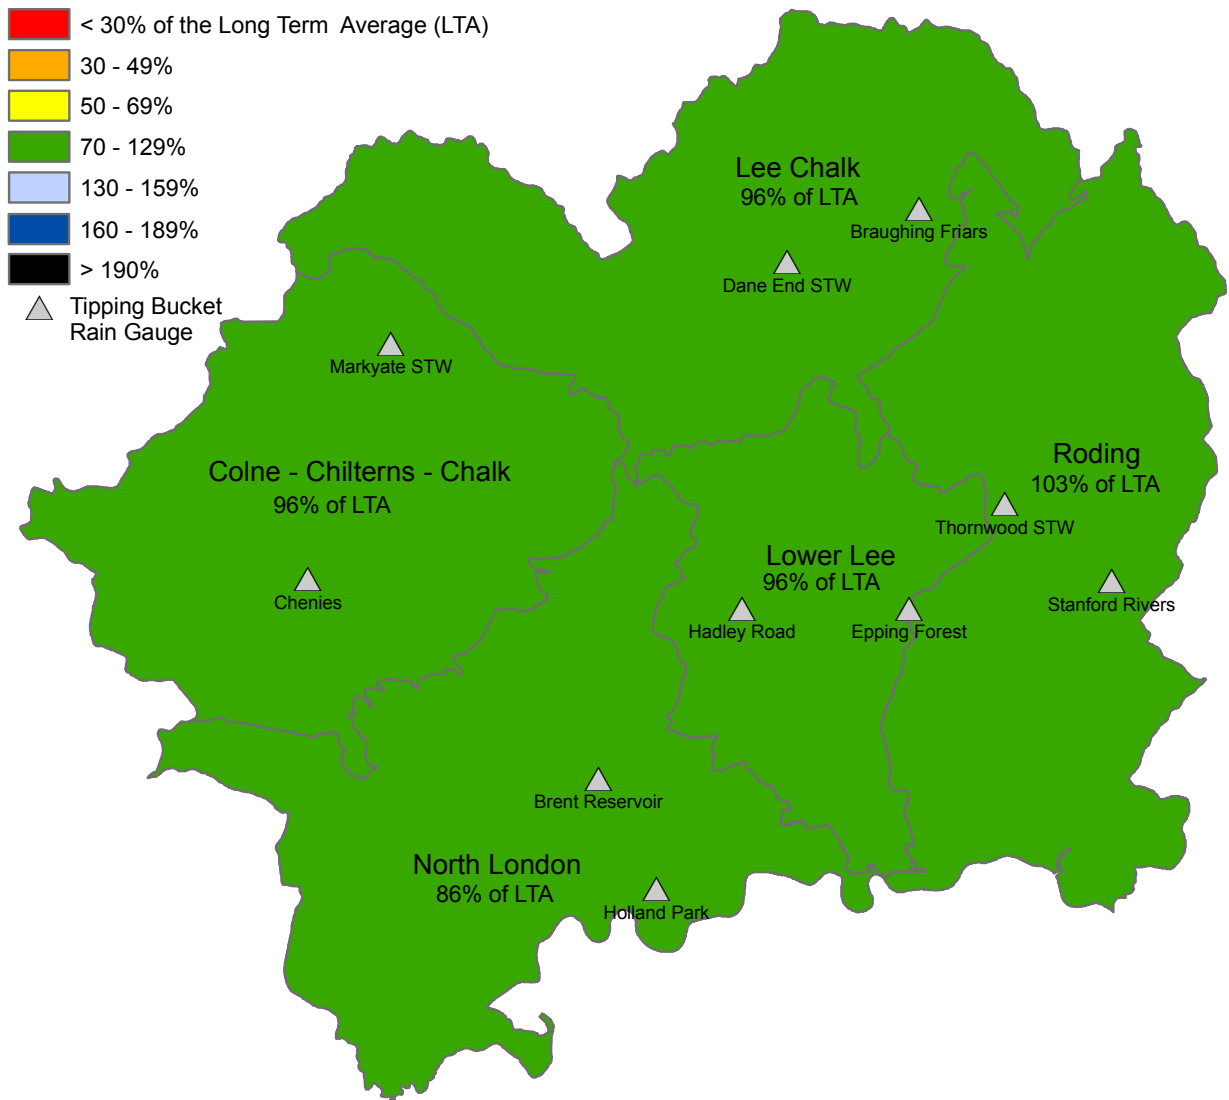 < 30% of the Long Term  Average (LTA)
30 - 49%
50 - 69%
70 - 129%
130 - 159%
160 - 189%
> 190%
Tipping Bucket
Rain Gauge
Lee Chalk
96% of LTA
Braughing Friars
Dane End STW
Markyate STW
Colne - Chilterns - Chalk
96% of LTA
Chenies
Roding
103% of LTA
Thornwood STW
Stanford Rivers
Lower Lee
96% of LTA
Hadley Road
Epping Forest
Brent Reservoir
North London
86% of LTA
Holland Park